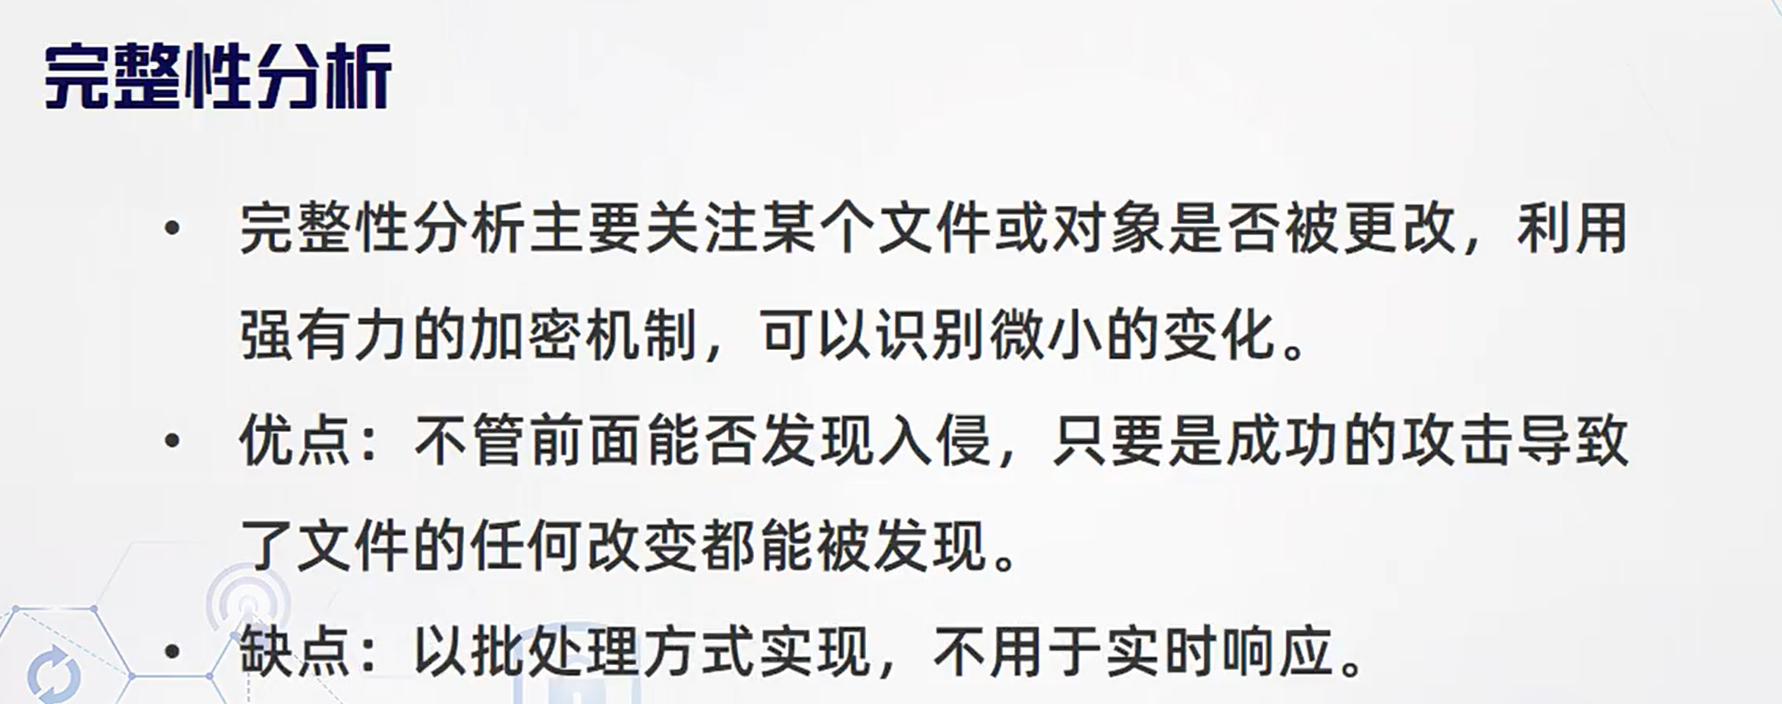 完整性分析
• 完整性分析主要关注某个文件或对象是否被更改，利用
强有力的加密机制，可以识别微小的变化。
• 优点：不管前面能否发现入侵，只要是成功的攻击导致
了文件的任何改变都能被发现。
• 缺点：以批处理方式实现，不用于实时响应。